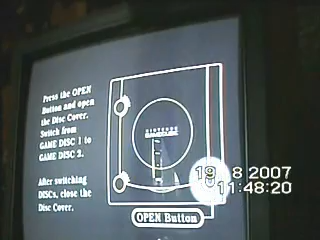 Press the OPEN
Button and open
the Disc Cover.
Switch from
GAME DISC 1 to
GAME DISC 2.
After switching
DISCs, close the
Disc Cover.
NINTENDO
OPEN Button
19 8 2007
11:48:20